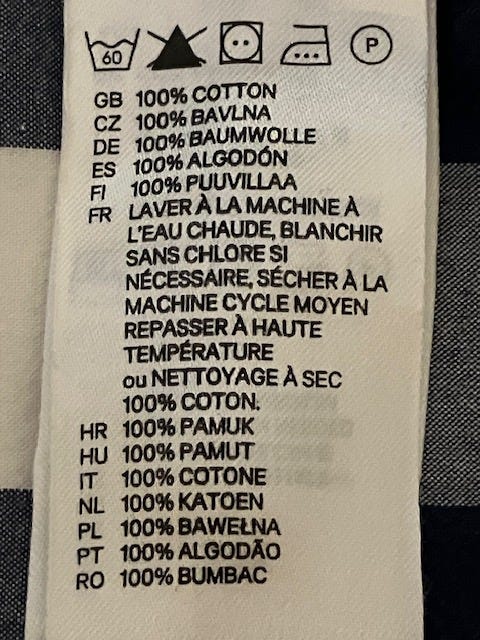 60 P
GB 100% COTTON
CZ 100% BAVLNA
DE 100% BAUMWOLLE
ES 100% ALGODÓN
FI 100% PUUVILLAA
FR LAVER À LA MACHINE À
L'EAU CHAUDE, BLANCHIR
SANS CHLORE SI
NÉCESSAIRE, SÉCHER À LA
MACHINE CYCLE MOYEN
REPASSER À HAUTE
TEMPÉRATURE
ou NETTOYAGE À SEC
100% COTON.
HR 100% PAMUK
HU 100% PAMUT
IT 100% COTONE
NL 100% KATOEN
PL 100% BAWEŁNA
PT 100% ALGODÃO
RO 100% BUMBAC